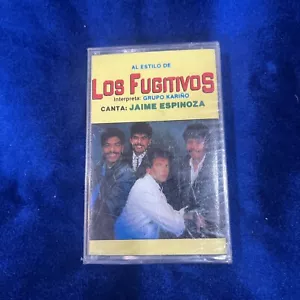 AL ESTILO DE
LOS FUGITIVOS
Interpreta: GRUPO KARIÑO
CANTA: JAIME ESPINOZA